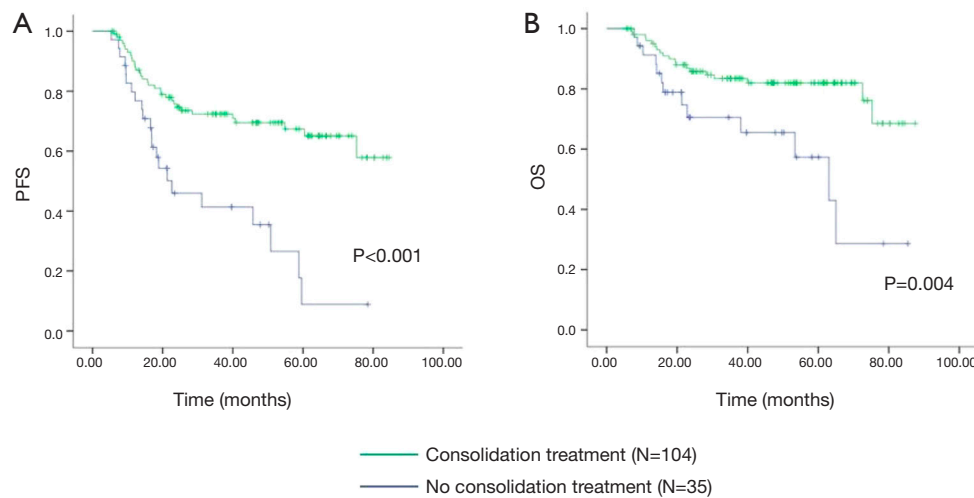 A
1.0
0.8
0.6
0.4
0.2
0.0
PFS
P<0.001
0.00 20.00 40.00 60.00 80.00 100.00
Time (months)
B
1.0
0.8
0.6
0.4
0.2
0.0
OS
P=0.004
0.00 20.00 40.00 60.00 80.00 100.00
Time (months)
Consolidation treatment (N=104)
No consolidation treatment (N=35)